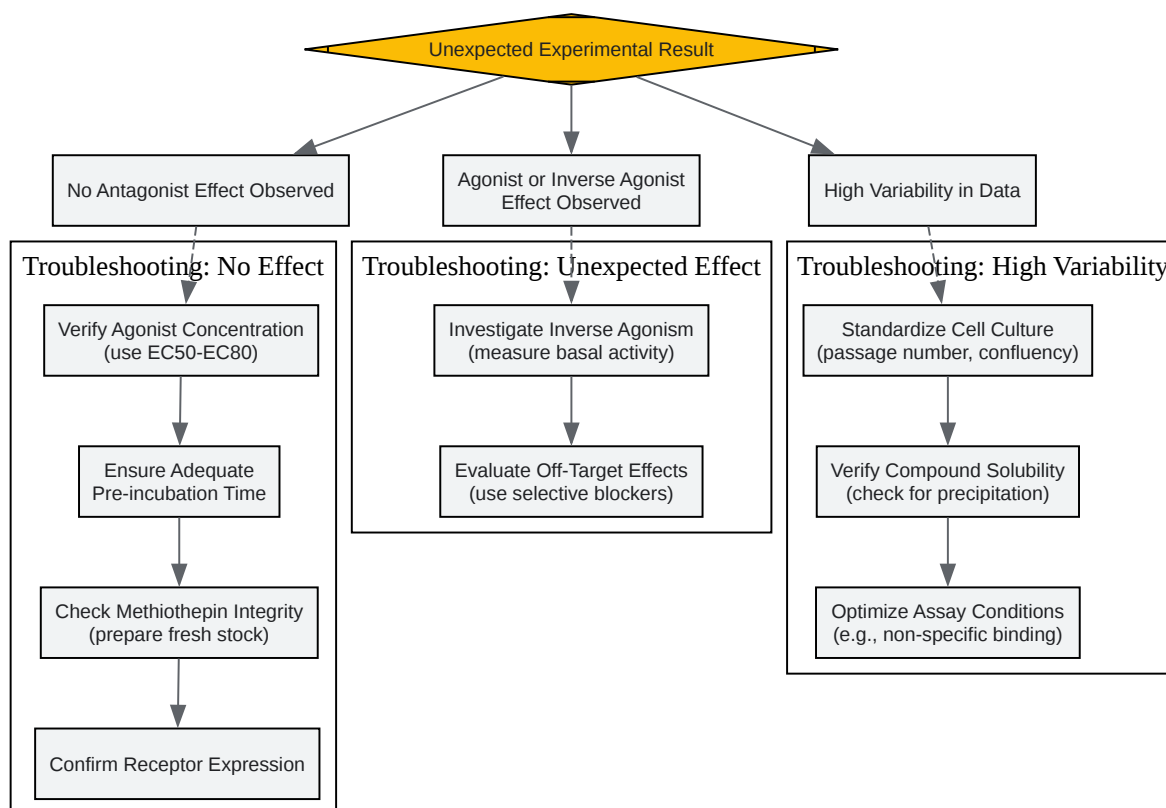 Unexpected Experimental Result
No Antagonist Effect Observed
Agonist or Inverse Agonist
Effect Observed
High Variability in Data
Troubleshooting: No Effect
Verify Agonist Concentration
(use EC50-EC80)
Ensure Adequate
Pre-incubation Time
Check Methiothepin Integrity
(prepare fresh stock)
Confirm Receptor Expression
Troubleshooting: Unexpected Effect
Investigate Inverse Agonism
(measure basal activity)
Evaluate Off-Target Effects
(use selective blockers)
Troubleshooting: High Variability
Standardize Cell Culture
(passage number, confluency)
Verify Compound Solubility
(check for precipitation)
Optimize Assay Conditions
(e.g., non-specific binding)